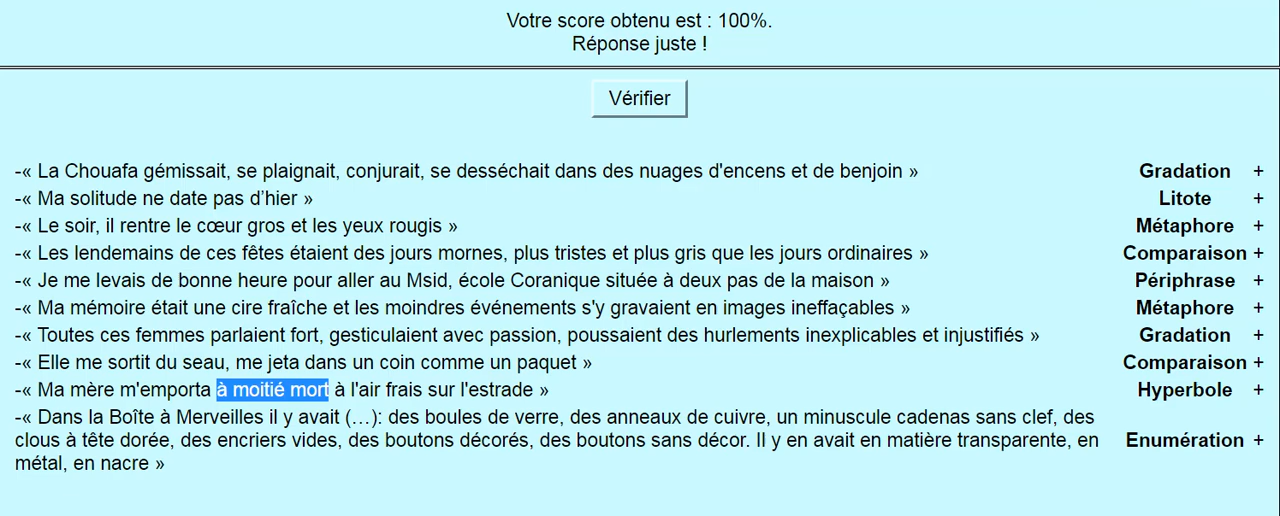 Votre score obtenu est : 100%.
Réponse juste !
Vérifier
-« La Chouafa gémissait, se plaignait, conjurait, se desséchait dans des nuages d'encens et de benjoin » Gradation +
-« Ma solitude ne date pas d’hier » Litote +
-« Le soir, il rentre le cœur gros et les yeux rougis » Métaphore +
-« Les lendemains de ces fêtes étaient des jours mornes, plus tristes et plus gris que les jours ordinaires » Comparaison +
-« Je me levais de bonne heure pour aller au Msid, école Coranique située à deux pas de la maison » Périphrase +
-« Ma mémoire était une cire fraîche et les moindres événements s'y gravaient en images ineffaçables » Métaphore +
-« Toutes ces femmes parlaient fort, gesticulaient avec passion, poussaient des hurlements inexplicables et injustifiés » Gradation +
-« Elle me sortit du seau, me jeta dans un coin comme un paquet » Comparaison +
-« Ma mère m'emporta à moitié mort à l'air frais sur l'estrade » Hyperbole +
-« Dans la Boîte à Merveilles il y avait (…): des boules de verre, des anneaux de cuivre, un minuscule cadenas sans clef, des
clous à tête dorée, des encriers vides, des boutons décorés, des boutons sans décor. Il y en avait en matière transparente, en Enumération +
métal, en nacre »